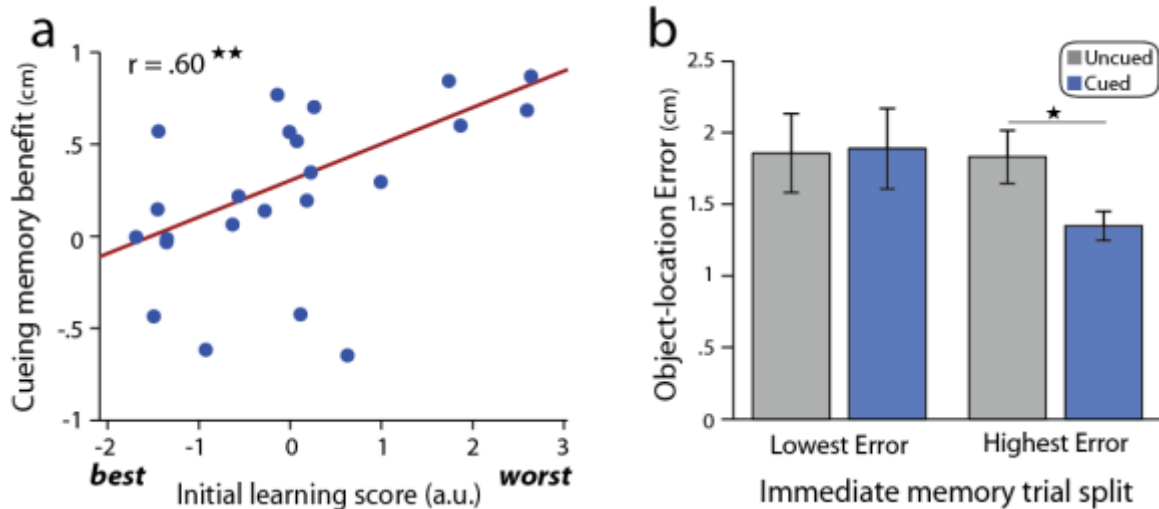 a
r = .60 ★★
Cueing memory benefit (cm)
1
.5
0
-.5
-1
-2 -1 0 1 2 3
best worst
Initial learning score (a.u.)
b
Uncued
Cued
★
Object-location Error (cm)
2.5
2
1.5
1
.5
0
Lowest Error Highest Error
Immediate memory trial split